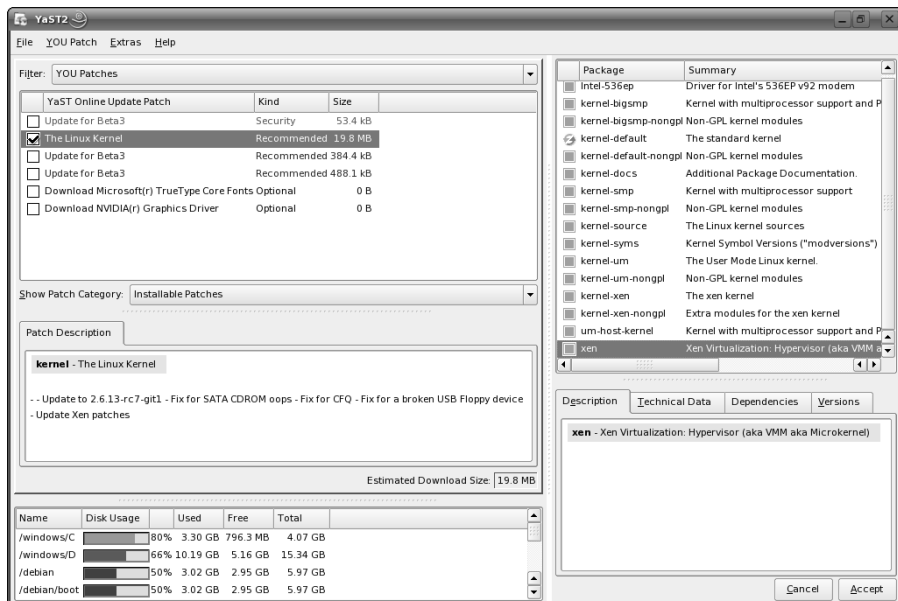 YaST2
File YOU Patch Extras Help
Filter: YOU Patches
YaST Online Update Patch Kind Size
Update for Beta3 Security 53.4 kB
The Linux Kernel Recommended 19.8 MB
Update for Beta3 Recommended 384.4 kB
Update for Beta3 Recommended 488.1 kB
Download Microsoft(r) TrueType Core Fonts Optional 0 B
Download NVIDIA(r) Graphics Driver Optional 0 B
Show Patch Category: Installable Patches
Patch Description
kernel - The Linux Kernel
- - Update to 2.6.13-rc7-git1 - Fix for SATA CDROM oops - Fix for CFQ - Fix for a broken USB Floppy device
- Update Xen patches
Estimated Download Size: 19.8 MB
Name Disk Usage Used Free Total
/windows/C 80% 3.30 GB 796.3 MB 4.07 GB
/windows/D 66% 10.19 GB 5.16 GB 15.34 GB
/debian 50% 3.02 GB 2.95 GB 5.97 GB
/debian/boot 50% 3.02 GB 2.95 GB 5.97 GB
Package Summary
Intel-536ep Driver for Intel's 536EP v92 modem
kernel-bigsmp Kernel with multiprocessor support and P
kernel-bigsmp-nongpl Non-GPL kernel modules
kernel-default The standard kernel
kernel-default-nongpl Non-GPL kernel modules
kernel-docs Additional Package Documentation.
kernel-smp Kernel with multiprocessor support
kernel-smp-nongpl Non-GPL kernel modules
kernel-source The Linux kernel sources
kernel-syms Kernel Symbol Versions ("modversions")
kernel-um The User Mode Linux kernel.
kernel-um-nongpl Non-GPL kernel modules
kernel-xen The xen kernel
kernel-xen-nongpl Extra modules for the xen kernel
um-host-kernel Kernel with multiprocessor support and P
xen Xen Virtualization: Hypervisor (aka VMM a
Description Technical Data Dependencies Versions
xen - Xen Virtualization: Hypervisor (aka VMM aka Microkernel)
Cancel Accept